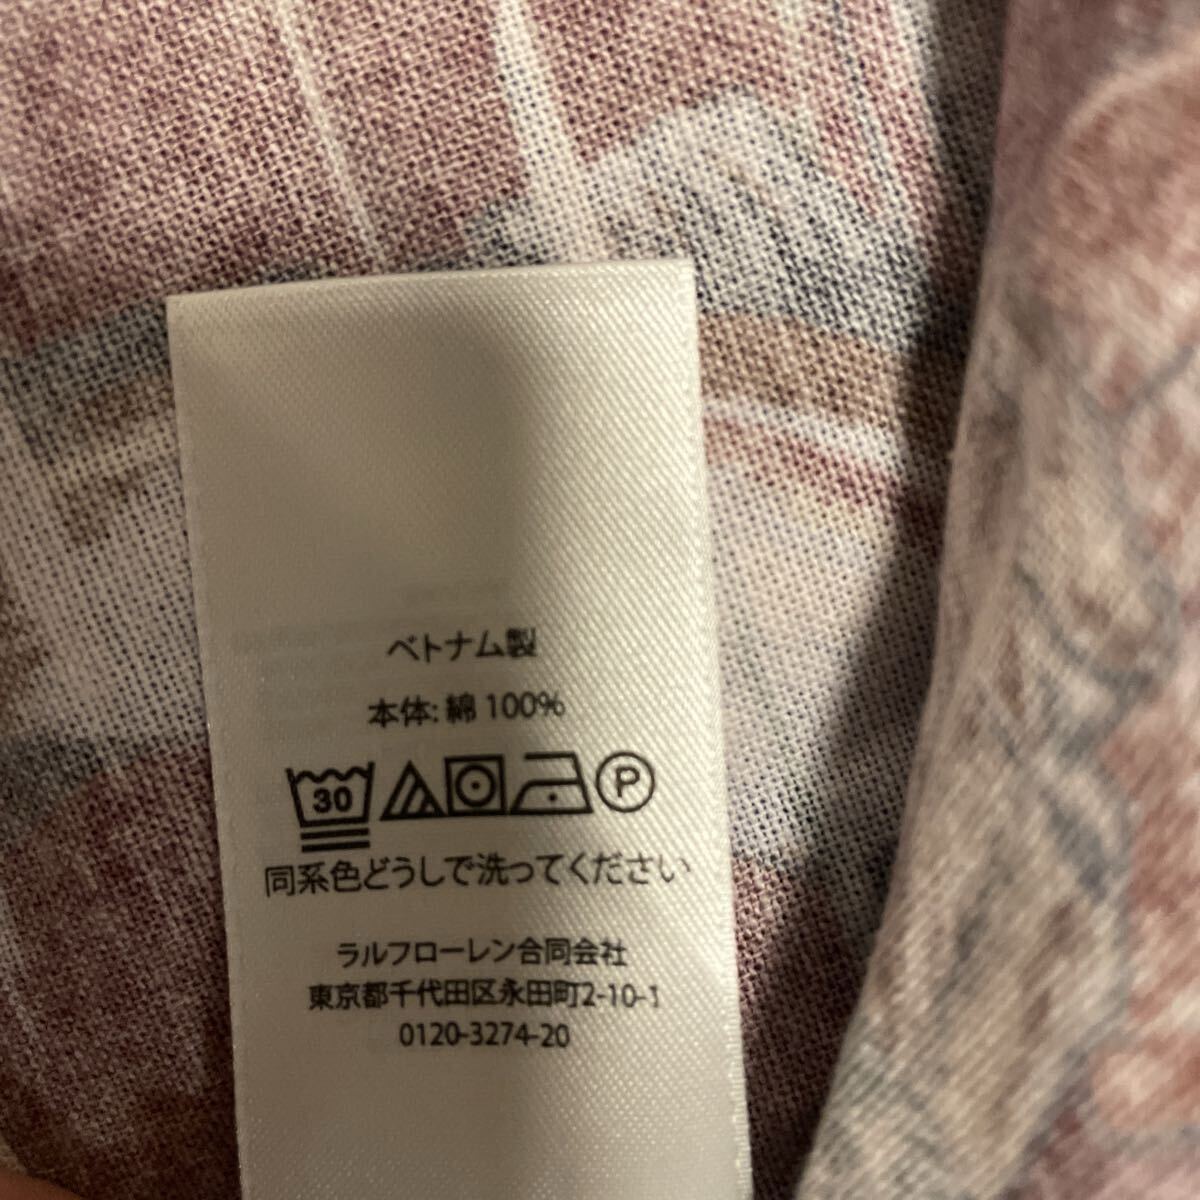 ベトナム製
本体: 綿 100%
30 P
同系色どうしで洗ってください
ラルフローレン合同会社
東京都千代田区永田町2-10-1
0120-3274-20